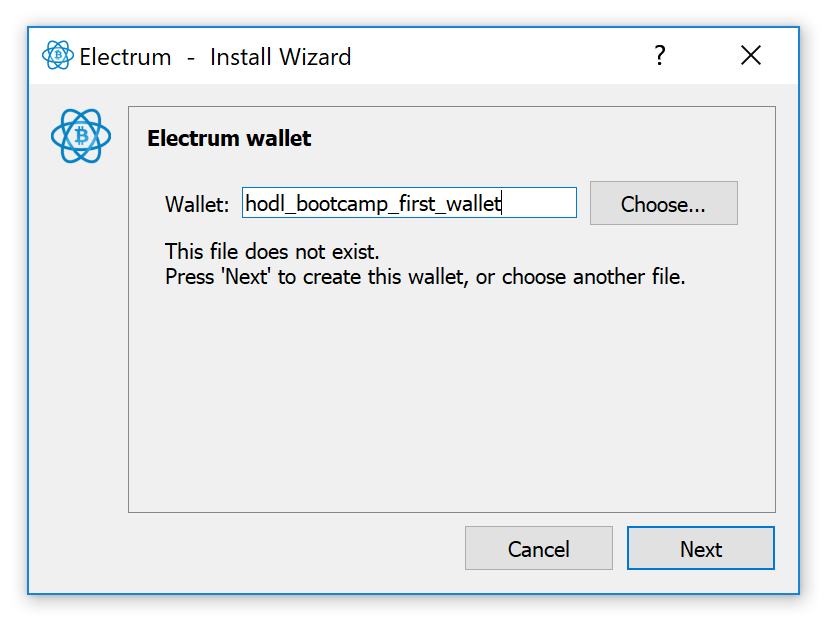 Electrum - Install Wizard
?
Electrum wallet
Wallet: hodl_bootcamp_first_wallet Choose...
This file does not exist.
Press 'Next' to create this wallet, or choose another file.
Cancel Next